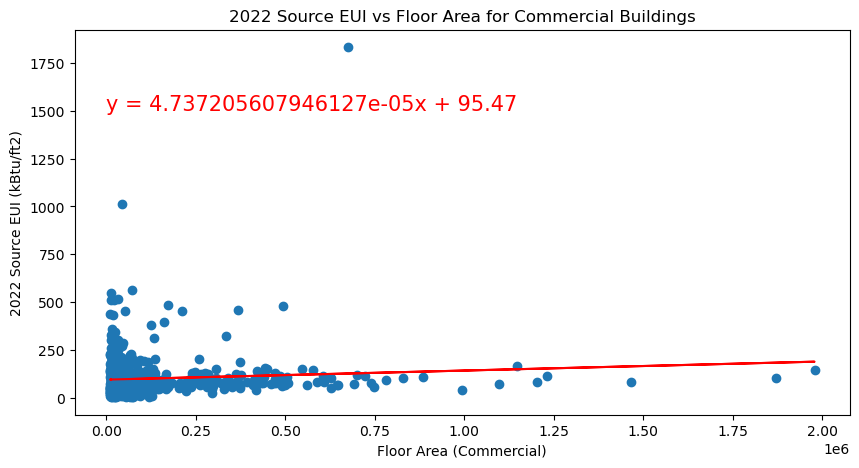 2022 Source EUI vs Floor Area for Commercial Buildings
1750
y = 4.737205607946127e-05x + 95.47
1500
1250
1000
750
500
250
0
2022 Source EUI (kBtu/ft2)
0.00 0.25 0.50 0.75 1.00 1.25 1.50 1.75 2.00
1e6
Floor Area (Commercial)